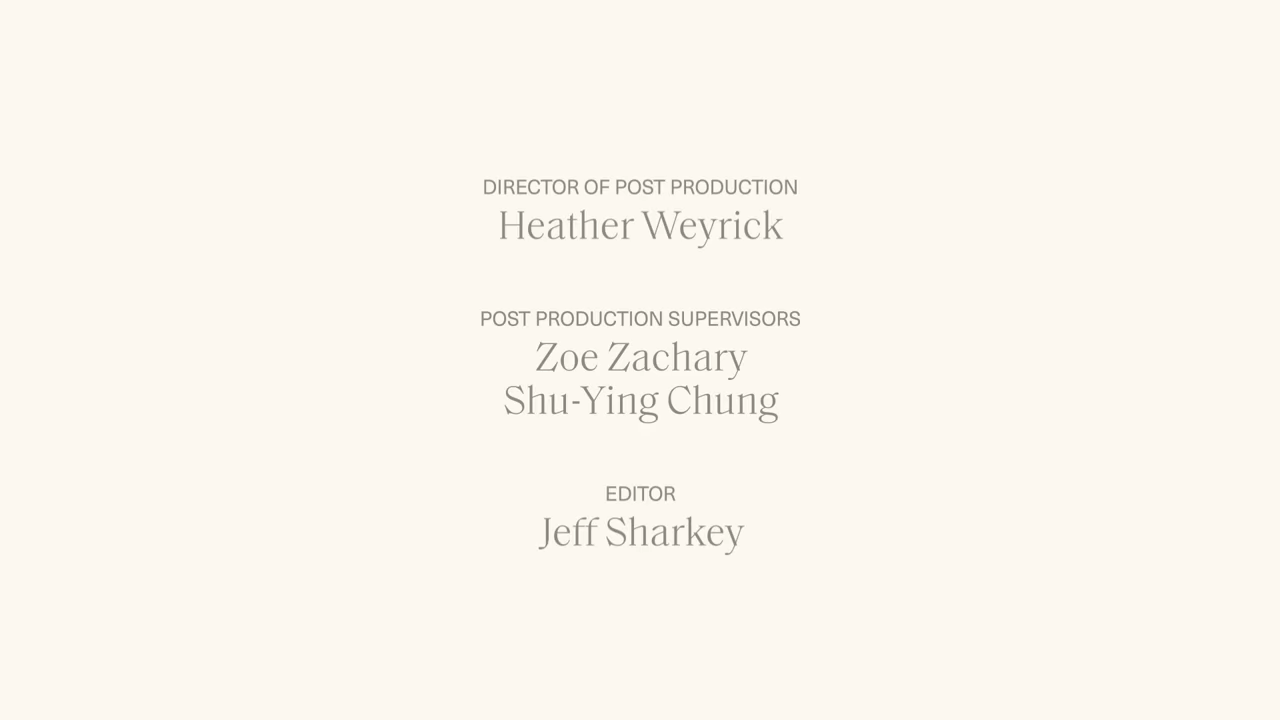 DIRECTOR OF POST PRODUCTION
Heather Weyrick
POST PRODUCTION SUPERVISORS
Zoe Zachary
Shu-Ying Chung
EDITOR
Jeff Sharkey